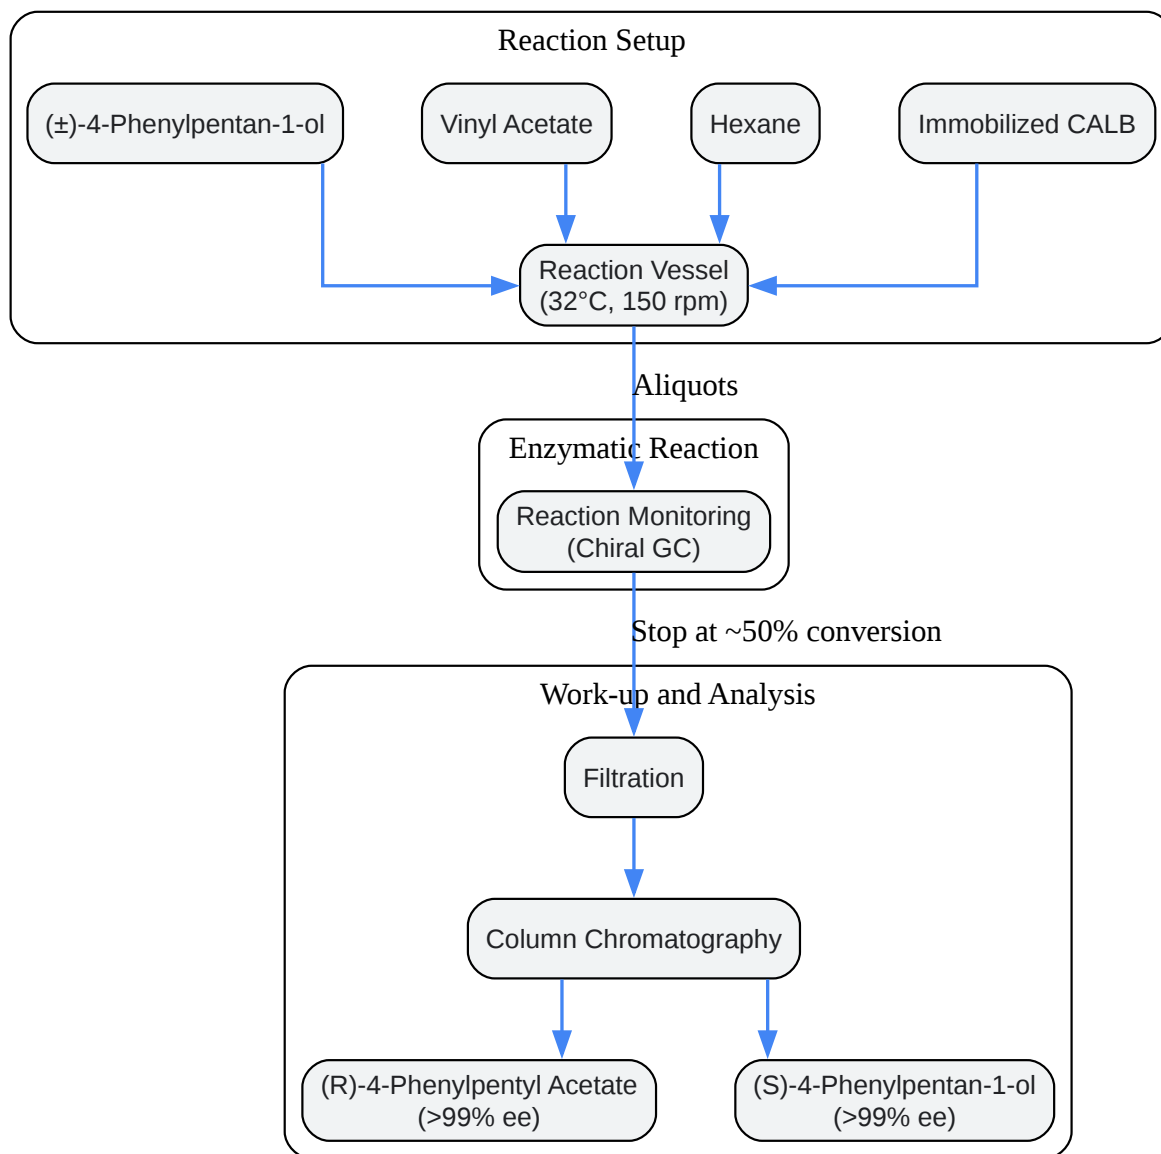 Reaction Setup
(±)-4-Phenylpentan-1-ol
Vinyl Acetate
Hexane
Immobilized CALB
Reaction Vessel
(32°C, 150 rpm)
Aliquots
Enzymatic Reaction
Reaction Monitoring
(Chiral GC)
Stop at ~50% conversion
Work-up and Analysis
Filtration
Column Chromatography
(R)-4-Phenylpentyl Acetate
(>99% ee)
(S)-4-Phenylpentan-1-ol
(>99% ee)